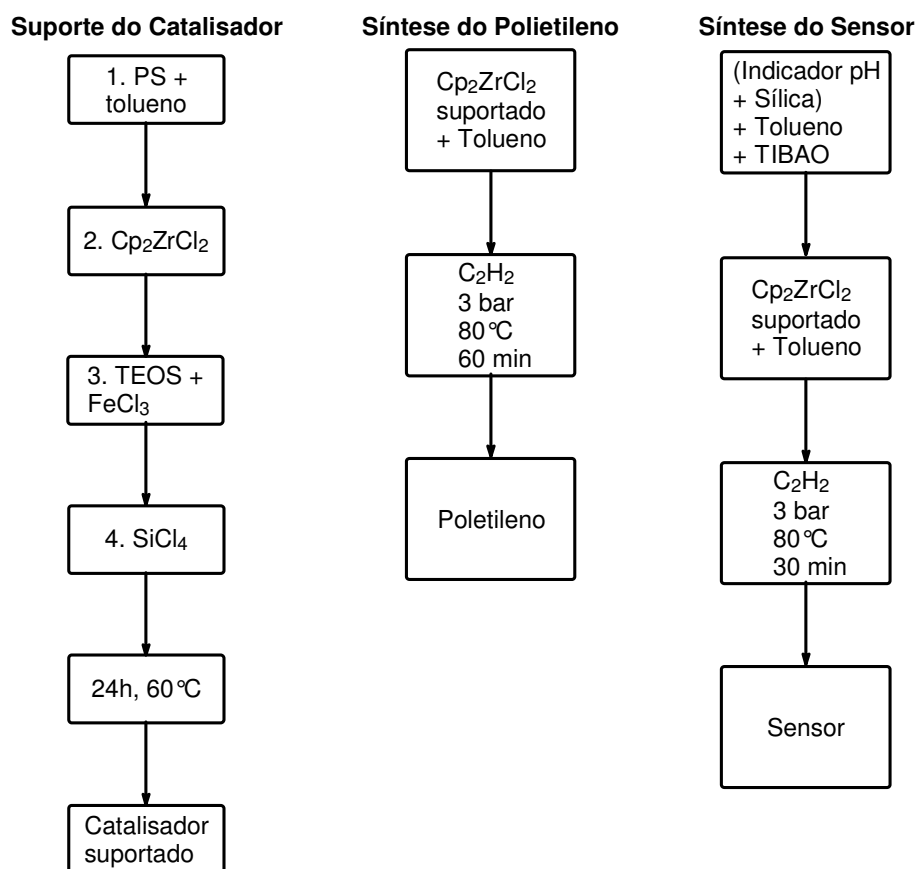 Suporte do Catalisador
1. PS +
tolueno
2. Cp₂ZrCl₂
3. TEOS +
FeCl₃
4. SiCl₄
24h, 60°C
Catalisador
suportado
Síntese do Polietileno
Cp₂ZrCl₂
suportado
+ Tolueno
C₂H₂
3 bar
80°C
60 min
Poletileno
Síntese do Sensor
(Indicador pH
+ Sílica)
+ Tolueno
+ TIBAO
Cp₂ZrCl₂
suportado
+ Tolueno
C₂H₂
3 bar
80°C
30 min
Sensor